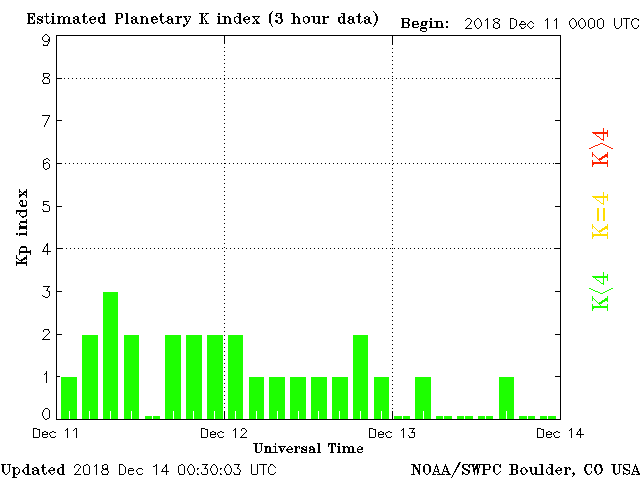 Estimated Planetary K index (3 hour data) Begin: 2018 Dec 11 0000 UTC
9
8
7
6
5
4
3
2
1
0
Kp index
K>4
K=4
K<4
Dec 11 Dec 12 Dec 13 Dec 14
Universal Time
Updated 2018 Dec 14 00:30:03 UTC NOAA/SWPC Boulder, CO USA